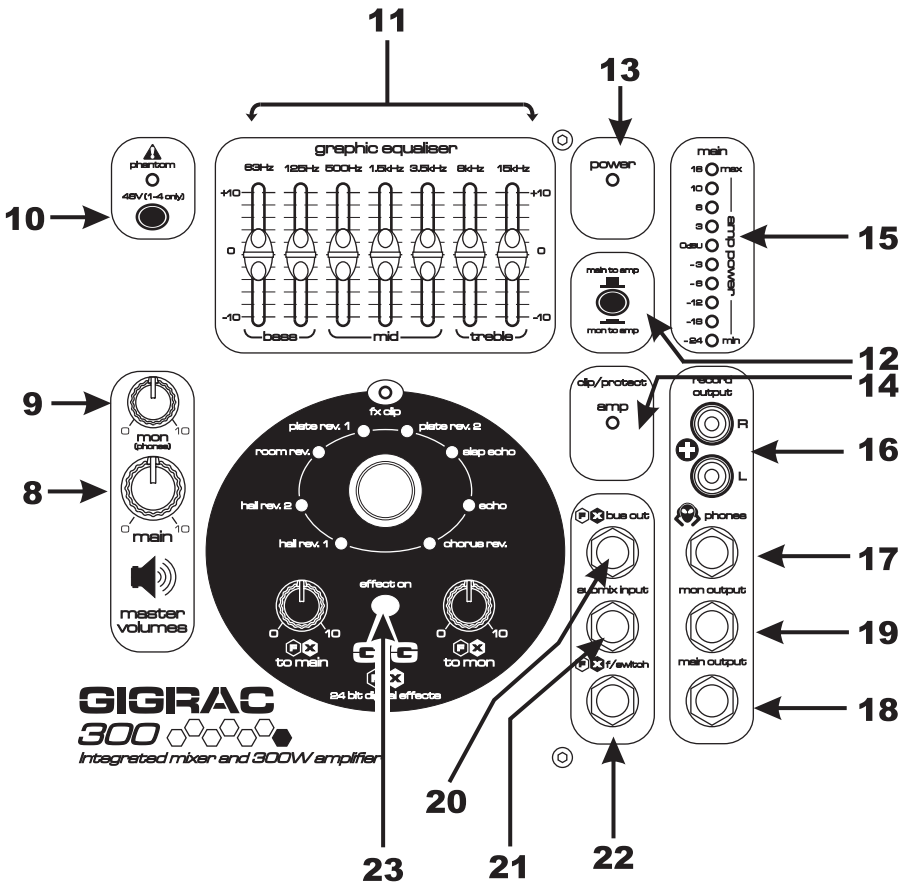 11
13
graphic equaliser
63Hz 125Hz 500Hz 1.5kHz 3.5kHz 8kHz 15kHz
+10 +10
0 0
-10 -10
bass mid treble
phantom
48V (1-4 only)
10
power
main
18 max
10
6
3
0dBu
-3
-6
-12
-18
-24 min
amp power
15
main to amp
mon to amp
12
14
clip/protect
amp
9
0 10
mon
(phones)
8
0 10
main
master
volumes
fx clip
plate rev. 1 plate rev. 2
room rev. slap echo
hall rev. 2 echo
hall rev. 1 chorus rev.
effect on
0 10
FX
to main
0 10
FX
to mon
G G
FX
24 bit digital effects
record
output
R
L
16
FX bus out
phones
17
submix input
mon output
19
FX f/switch
main output
18
GIGRAC
300
Integrated mixer and 300W amplifier
20
21
22
23